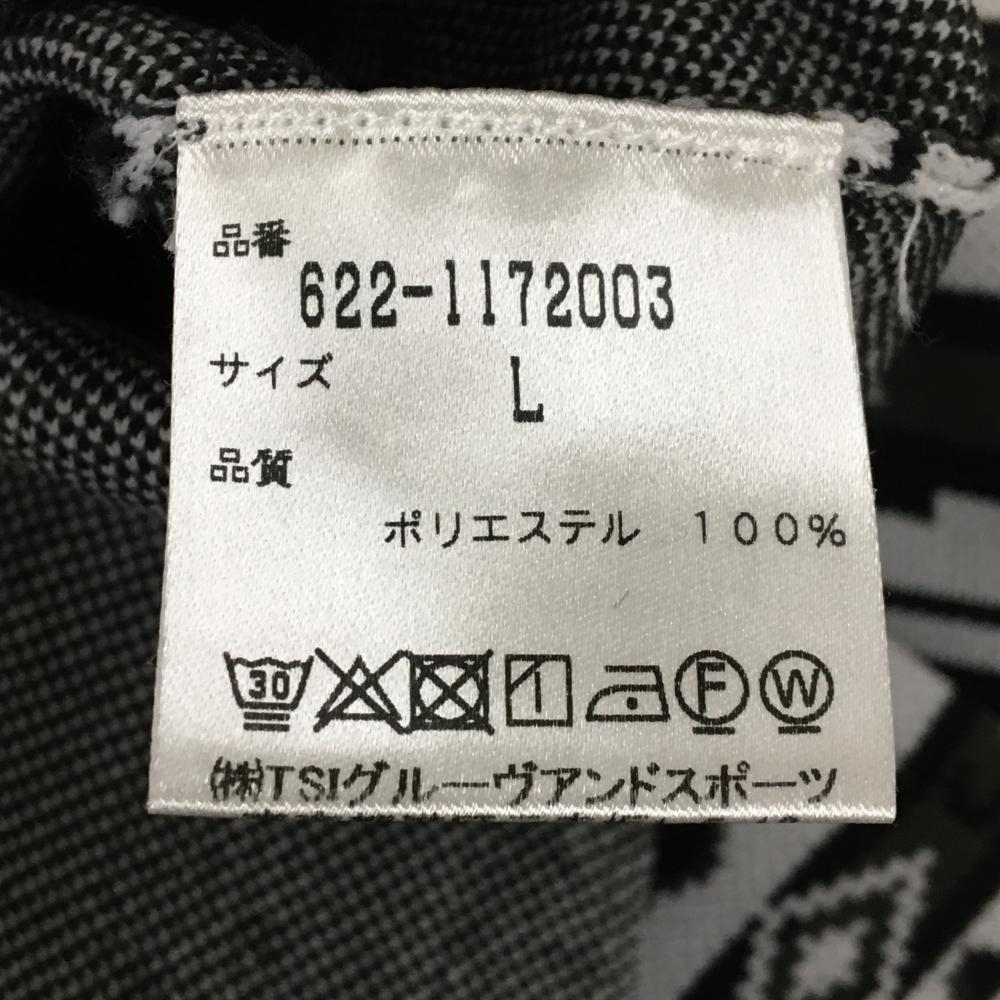 品番
622-1172003
サイズ L
品質
ポリエステル 100%
30 1 F W
(株)TSIグルーヴアンドスポーツ